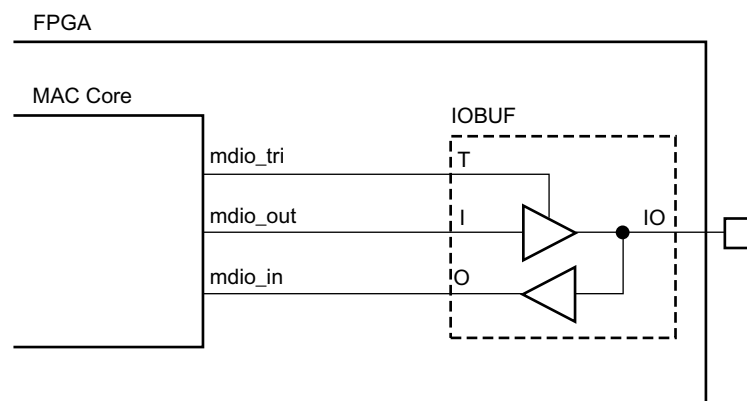 FPGA
MAC Core
IOBUF
mdio_tri
T
mdio_out
I
IO
mdio_in
O